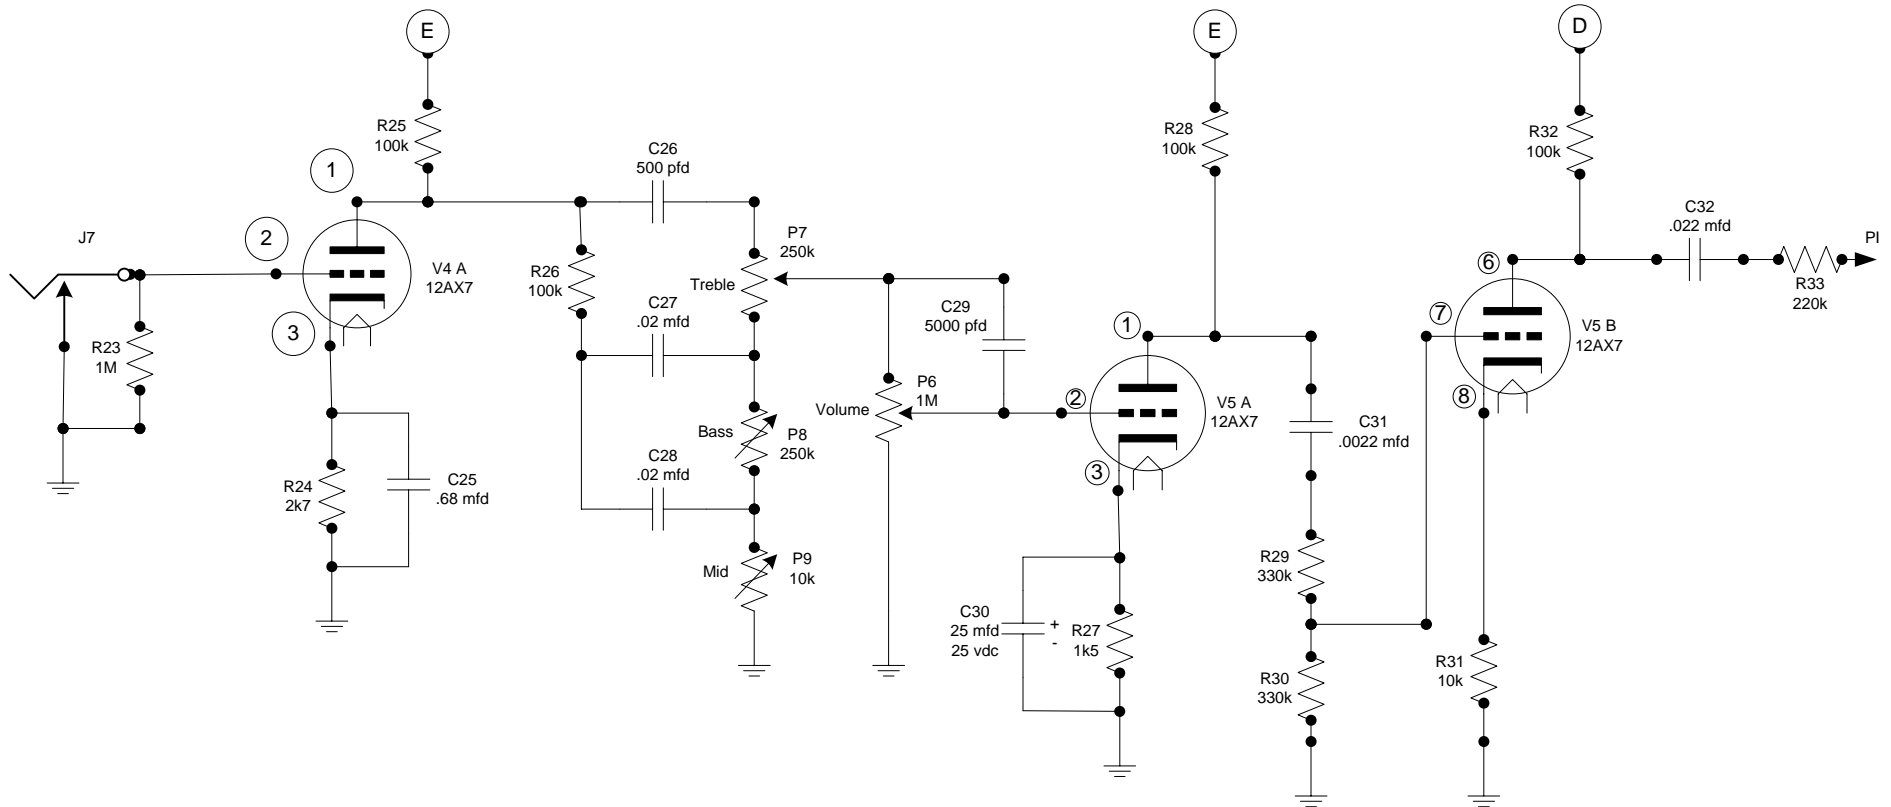 E
E
D
R25
100k
R28
100k
R32
100k
C26
500 pfd
1
2
J7
V4 A
12AX7
3
R23
1M
R24
2k7
C25
.68 mfd
R26
100k
P7
250k
Treble
C27
.02 mfd
Bass
P8
250k
C28
.02 mfd
Mid
P9
10k
C29
5000 pfd
Volume
P6
1M
1
2
V5 A
12AX7
3
C30
25 mfd
25 vdc
+
-
R27
1k5
C31
.0022 mfd
R29
330k
R30
330k
6
7
V5 B
12AX7
8
R31
10k
C32
.022 mfd
R33
220k
PI